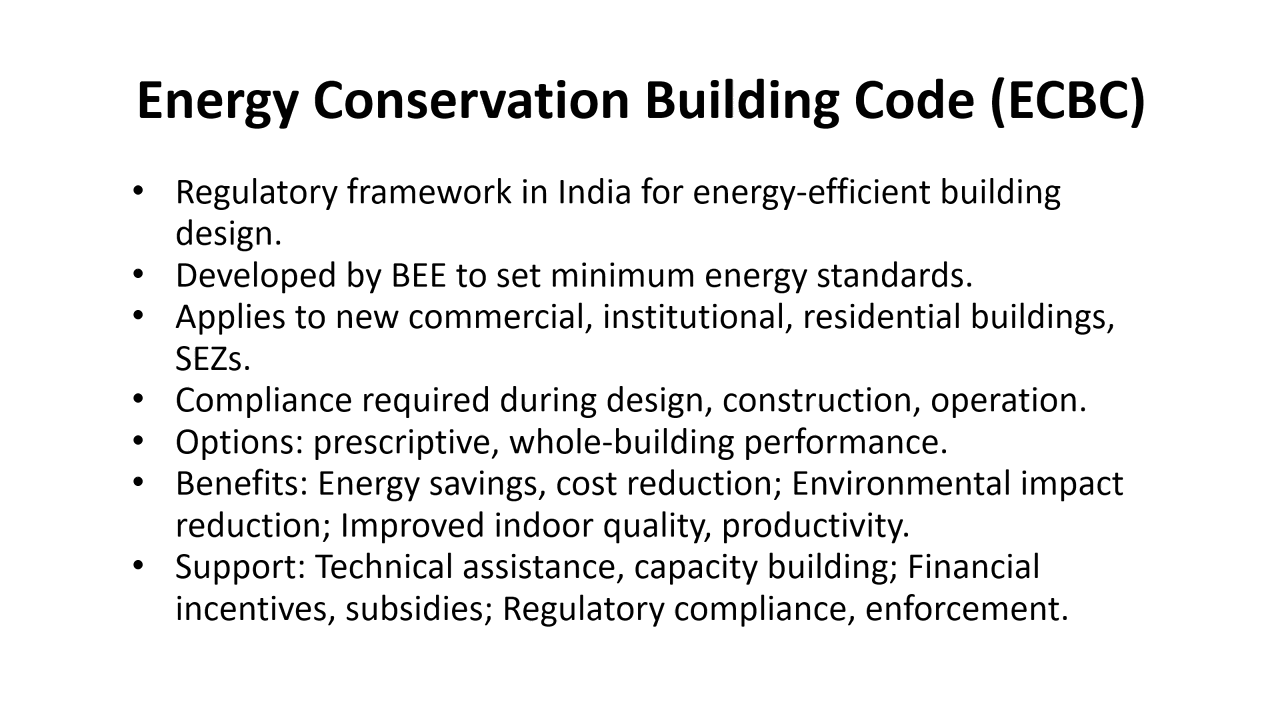 Energy Conservation Building Code (ECBC)
• Regulatory framework in India for energy-efficient building
design.
• Developed by BEE to set minimum energy standards.
• Applies to new commercial, institutional, residential buildings,
SEZs.
• Compliance required during design, construction, operation.
• Options: prescriptive, whole-building performance.
• Benefits: Energy savings, cost reduction; Environmental impact
reduction; Improved indoor quality, productivity.
• Support: Technical assistance, capacity building; Financial
incentives, subsidies; Regulatory compliance, enforcement.